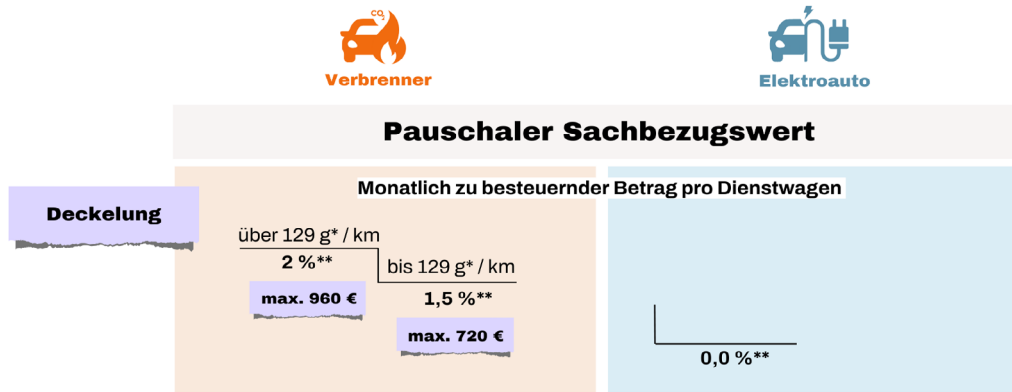 CO₂
Verbrenner
Elektroauto
Pauschaler Sachbezugswert
Monatlich zu besteuernder Betrag pro Dienstwagen
Deckelung
über 129 g* / km
2 %**
max. 960 €
bis 129 g* / km
1,5 %**
max. 720 €
0,0 %**